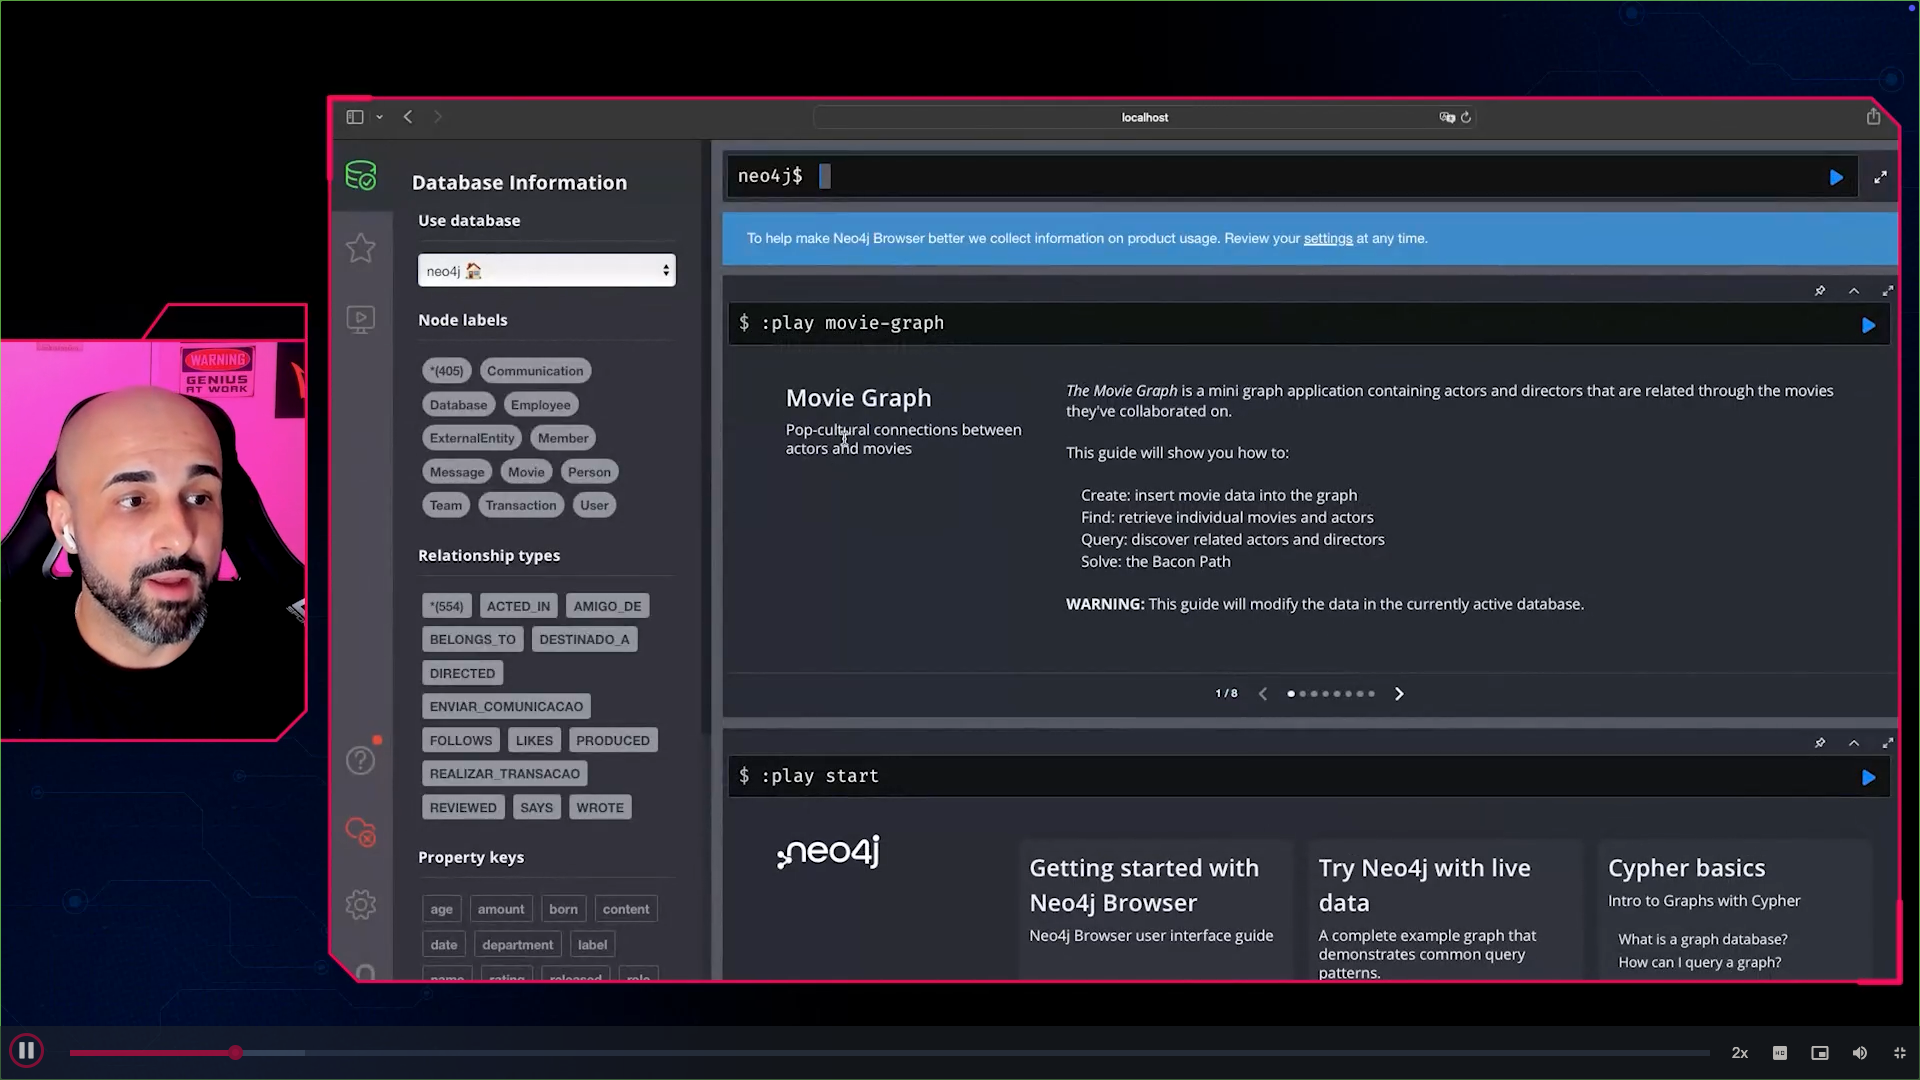 WARNING
GENIUS
AT WORK
localhost
Database Information
Use database
neo4j
Node labels
*(405) Communication
Database Employee
ExternalEntity Member
Message Movie Person
Team Transaction User
Relationship types
*(554) ACTED_IN AMIGO_DE
BELONGS_TO DESTINADO_A
DIRECTED
ENVIAR_COMUNICACAO
FOLLOWS LIKES PRODUCED
REALIZAR_TRANSACAO
REVIEWED SAYS WROTE
Property keys
age amount born content
date department label
name rating released role
neo4j$
To help make Neo4j Browser better we collect information on product usage. Review your settings at any time.
$ :play movie-graph
Movie Graph
Pop-cultural connections between
actors and movies
The Movie Graph is a mini graph application containing actors and directors that are related through the movies
they've collaborated on.
This guide will show you how to:
Create: insert movie data into the graph
Find: retrieve individual movies and actors
Query: discover related actors and directors
Solve: the Bacon Path
WARNING: This guide will modify the data in the currently active database.
1 / 8
$ :play start
neo4j
Getting started with
Neo4j Browser
Neo4j Browser user interface guide
Try Neo4j with live
data
A complete example graph that
demonstrates common query
patterns.
Cypher basics
Intro to Graphs with Cypher
What is a graph database?
How can I query a graph?
2x
HD